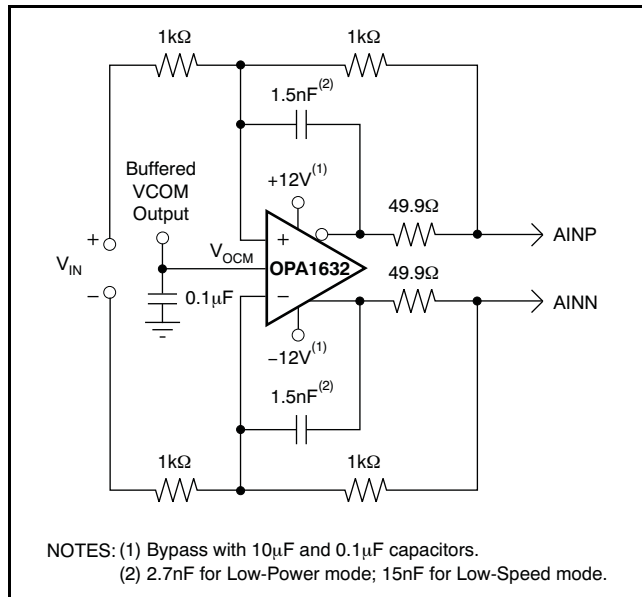 1kΩ
1kΩ
1.5nF(2)
Buffered
VCOM
Output
+12V(1)
49.9Ω
AINP
VOCM
+
OPA1632
−
+
VIN
−
0.1µF
49.9Ω
AINN
−12V(1)
1.5nF(2)
1kΩ
1kΩ
NOTES: (1) Bypass with 10µF and 0.1µF capacitors.
(2) 2.7nF for Low-Power mode; 15nF for Low-Speed mode.